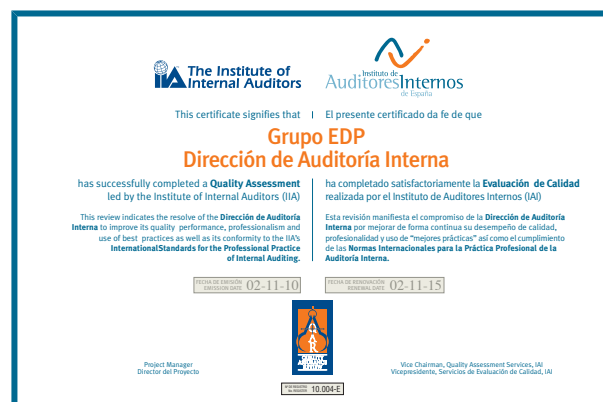 The Institute of
Internal Auditors
Instituto de
AuditoresInternos
de España
This certificate signifies that
El presente certificado da fe de que
Grupo EDP
Dirección de Auditoría Interna
has successfully completed a Quality Assessment
led by the Institute of Internal Auditors (IIA)
ha completado satisfactoriamente la Evaluación de Calidad
realizada por el Instituto de Auditores Internos (IAI)
This review indicates the resolve of the Dirección de Auditoría
Interna to improve its quality performance, professionalism and
use of best practices as well as its conformity to the IIA's
InternationalStandards for the Professional Practice
of Internal Auditing.
Esta revisión manifiesta el compromiso de la Dirección de Auditoría
Interna por mejorar de forma continua su desempeño de calidad,
profesionalidad y uso de "mejores prácticas" así como el cumplimiento
de las Normas Internacionales para la Práctica Profesional de la
Auditoría Interna.
FECHA DE EMISIÓN
EMISSION DATE 02-11-10
FECHA DE RENOVACIÓN
RENEWAL DATE 02-11-15
QUALITY
ASSURANCE
REVIEW
Project Manager
Director del Proyecto
Vice Chairman, Quality Assessment Services, IAI
Vicepresidente, Servicios de Evaluación de Calidad, IAI
10.004-E